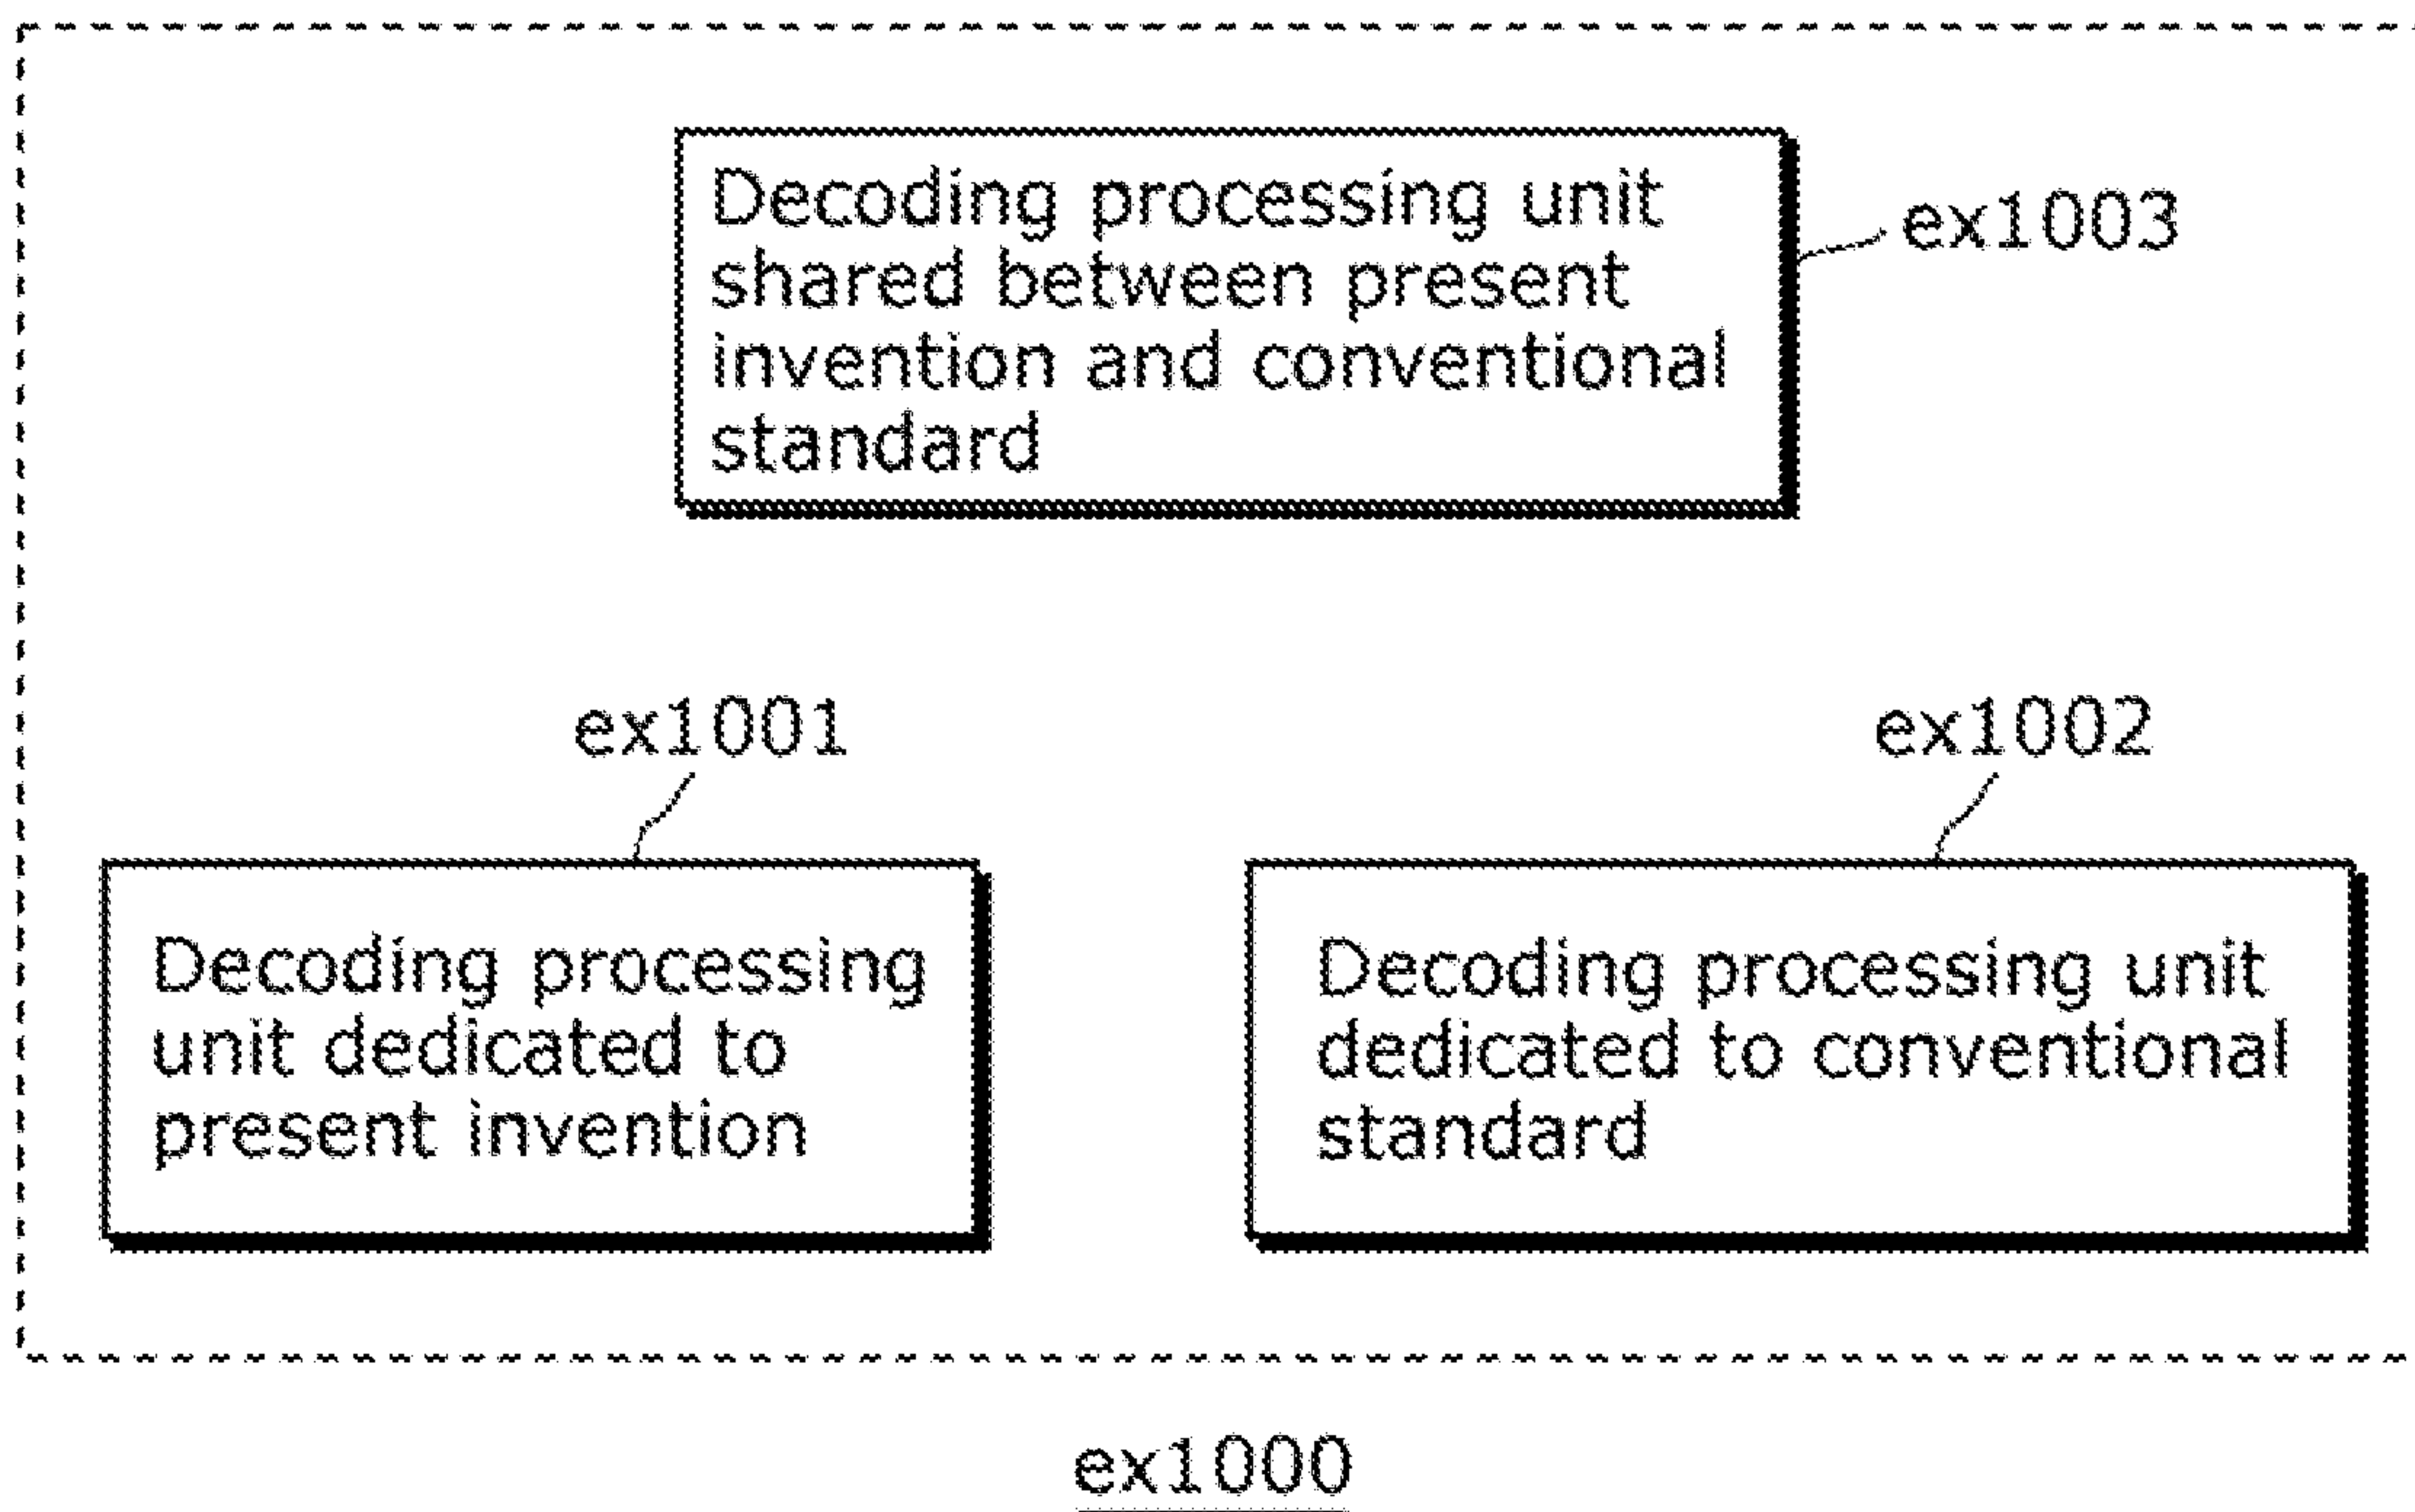 Decoding processing unit
shared between present
invention and conventional
standard
ex1003
ex1001
ex1002
Decoding processing
unit dedicated to
present invention
Decoding processing unit
dedicated to conventional
standard
ex1000